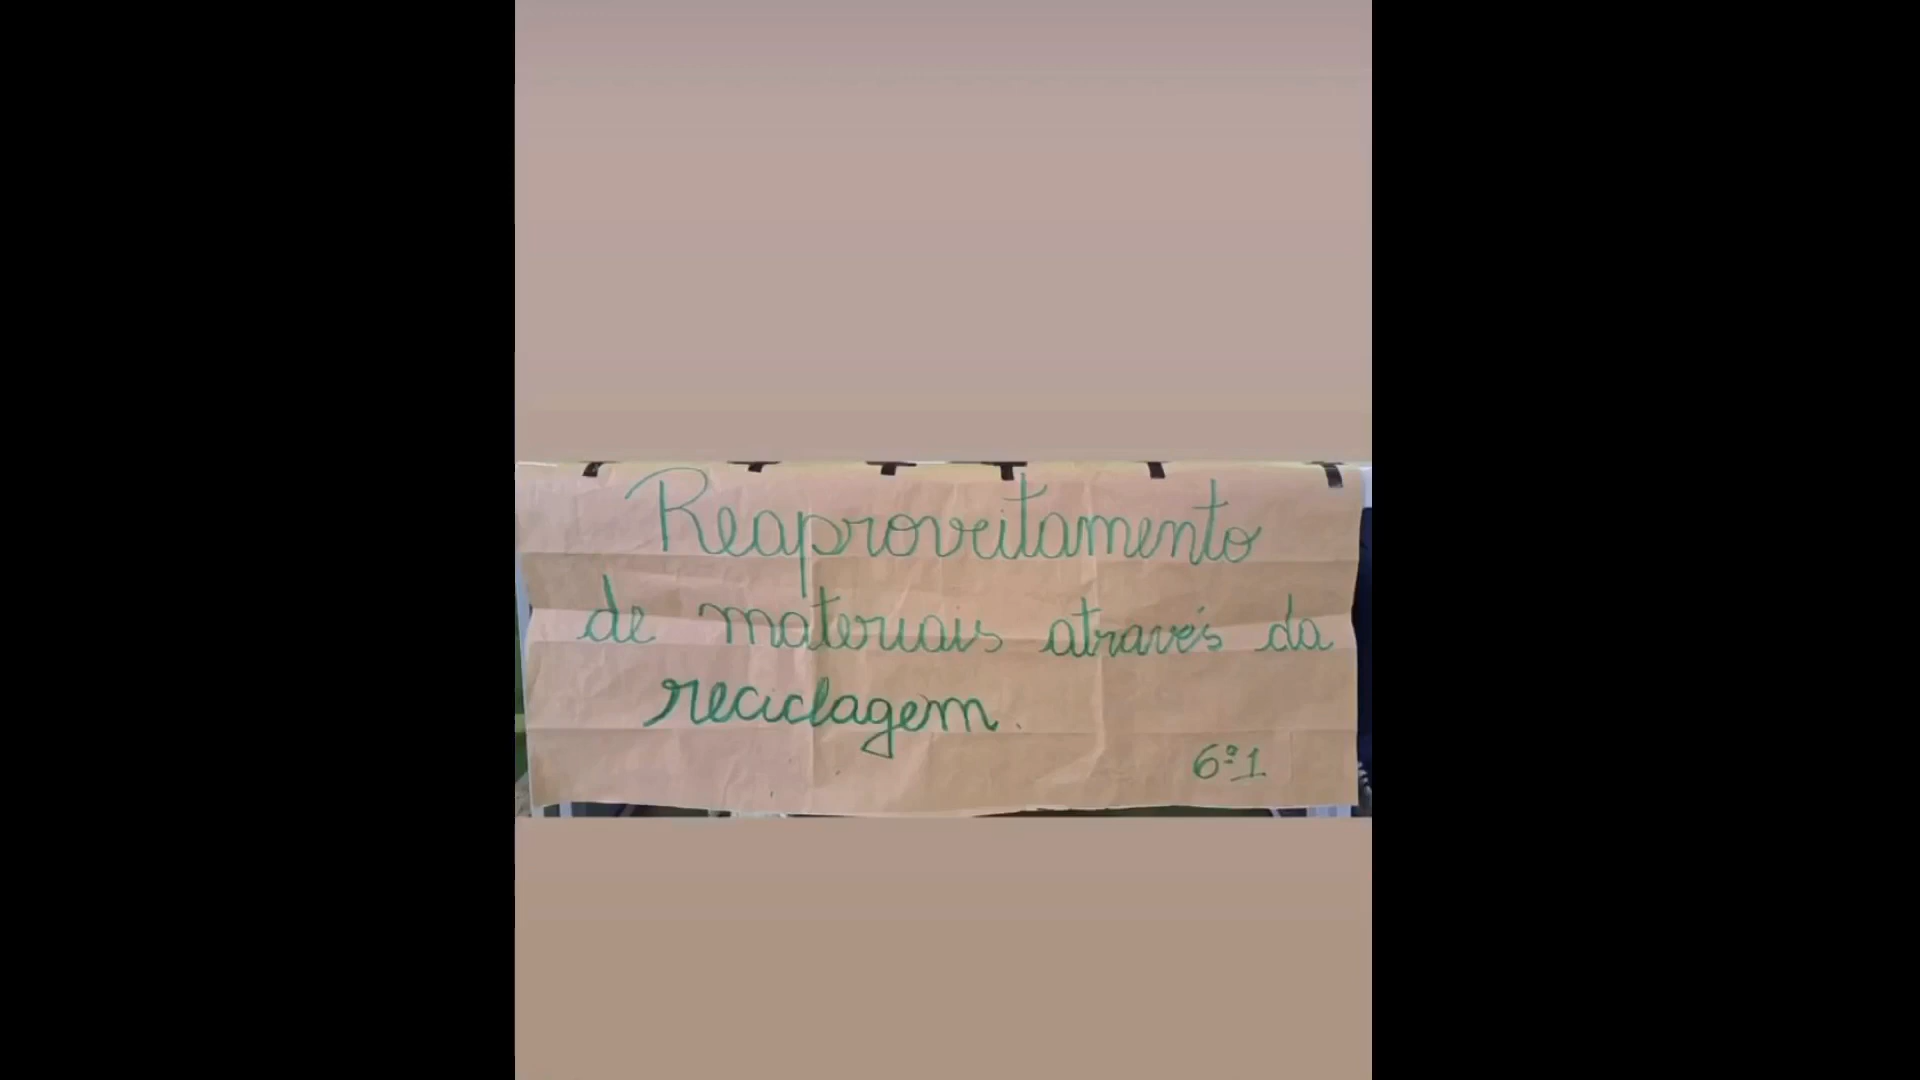 Reaproveitamento
de materiais através da
reciclagem.
6º1